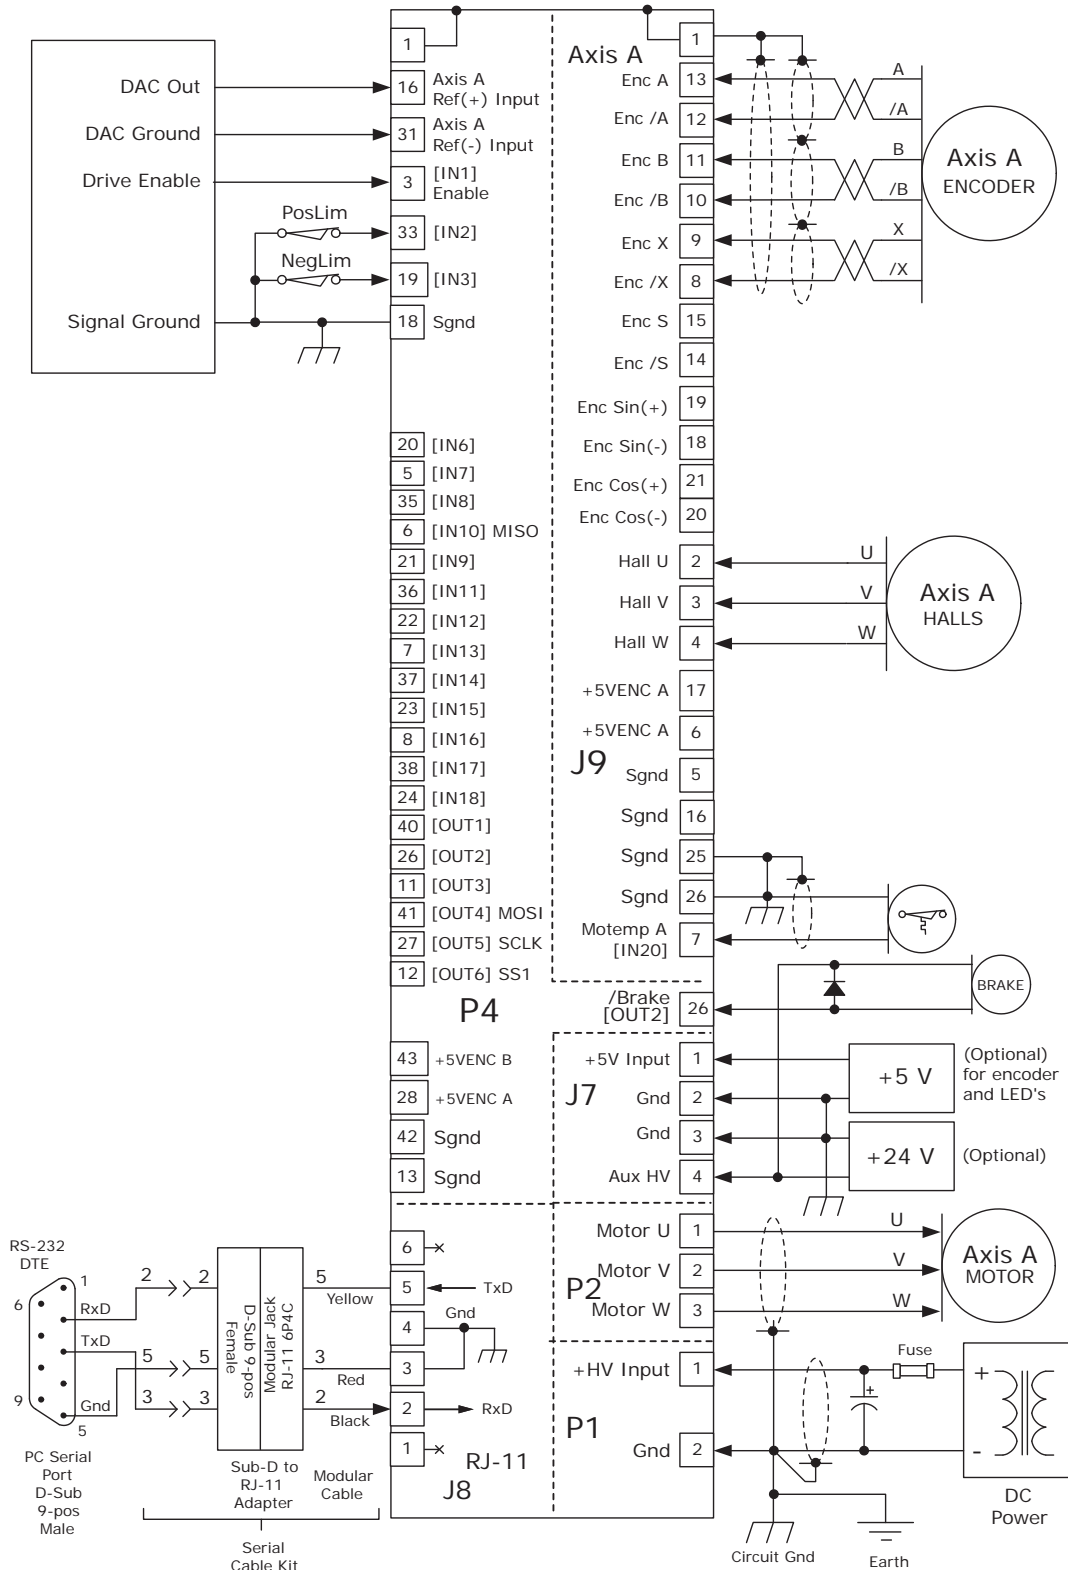 DAC Out
DAC Ground
Drive Enable
PosLim
NegLim
Signal Ground
1
16 Axis A
Ref(+) Input
31 Axis A
Ref(-) Input
3 [IN1]
Enable
33 [IN2]
19 [IN3]
18 Sgnd
20 [IN6]
5 [IN7]
35 [IN8]
6 [IN10] MISO
21 [IN9]
36 [IN11]
22 [IN12]
7 [IN13]
37 [IN14]
23 [IN15]
8 [IN16]
38 [IN17]
24 [IN18]
40 [OUT1]
26 [OUT2]
11 [OUT3]
41 [OUT4] MOSI
27 [OUT5] SCLK
12 [OUT6] SS1
P4
43 +5VENC B
28 +5VENC A
42 Sgnd
13 Sgnd
Axis A
1
Enc A 13
Enc /A 12
Enc B 11
Enc /B 10
Enc X 9
Enc /X 8
Enc S 15
Enc /S 14
Enc Sin(+) 19
Enc Sin(-) 18
Enc Cos(+) 21
Enc Cos(-) 20
Hall U 2
Hall V 3
Hall W 4
+5VENC A 17
+5VENC A 6
J9
Sgnd 5
Sgnd 16
Sgnd 25
Sgnd 26
Motemp A
[IN20]
7
/Brake
[OUT2]
26
A
/A
B
/B
X
/X
Axis A
ENCODER
U
V
W
Axis A
HALLS
BRAKE
J7
+5V Input 1
Gnd 2
Gnd 3
Aux HV 4
+5 V
(Optional)
for encoder
and LED's
+24 V
(Optional)
P2
Motor U 1
Motor V 2
Motor W 3
U
V
W
Axis A
MOTOR
P1
+HV Input 1
Gnd 2
Fuse
+
+
-
DC
Power
Circuit Gnd
Earth
RS-232
DTE
1
6
RxD
TxD
Gnd
9
5
PC Serial
Port
D-Sub
9-pos
Male
2 2
5 5
3 3
D-Sub 9-pos
Female
Modular Jack
RJ-11 6P4C
5
Yellow
3
Red
2
Black
Sub-D to
RJ-11
Adapter
Modular
Cable
Serial
Cable Kit
6
5 TxD
4 Gnd
3
2 RxD
1
RJ-11
J8